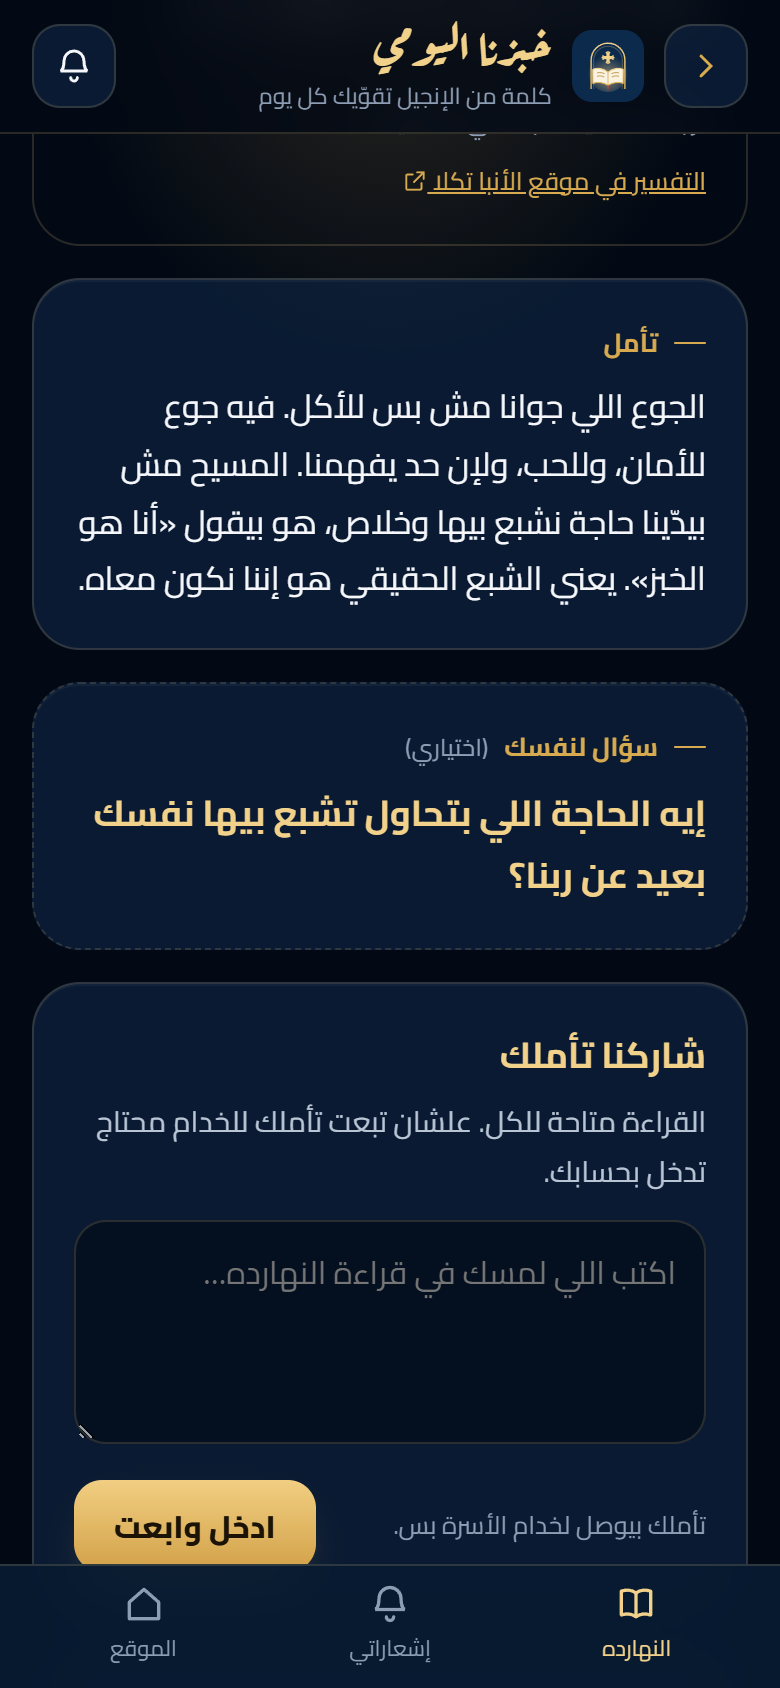 خبزنا اليومي
كلمة من الإنجيل تقوّيك كل يوم
التفسير في موقع الأنبا تكلا
تأمل
الجوع اللي جوانا مش بس للأكل. فيه جوع
للأمان، وللحب، ولإن حد يفهمنا. المسيح مش
بيدّينا حاجة نشبع بيها وخلاص، هو بيقول «أنا هو
الخبز». يعني الشبع الحقيقي هو إننا نكون معاه.
سؤال لنفسك (اختياري)
إيه الحاجة اللي بتحاول تشبع بيها نفسك
بعيد عن ربنا؟
شاركنا تأملك
القراءة متاحة للكل. علشان تبعت تأملك للخدام محتاج
تدخل بحسابك.
اكتب اللي لمسك في قراءة النهارده...
تأملك بيوصل لخدام الأسرة بس.
ادخل وابعت
النهارده
إشعاراتي
الموقع